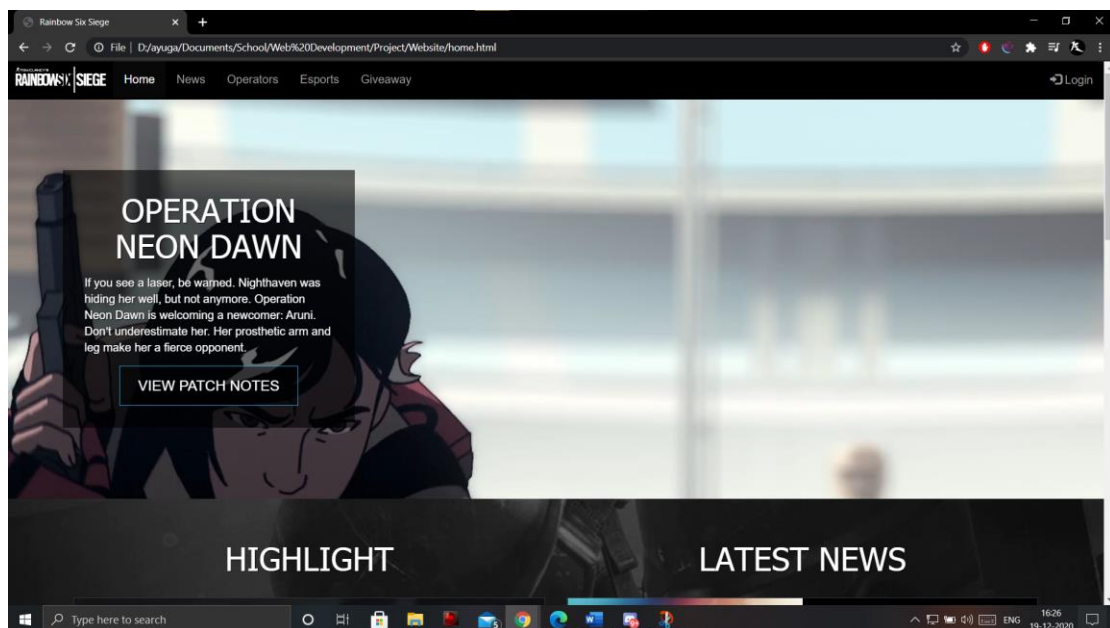 Rainbow Six Siege
File | D:/ayuga/Documents/School/Web%20Development/Project/Website/home.html
RAINBOWSIX SIEGE Home News Operators Esports Giveaway Login
OPERATION
NEON DAWN
If you see a laser, be warned. Nighthaven was
hiding her well, but not anymore. Operation
Neon Dawn is welcoming a newcomer: Aruni.
Don't underestimate her. Her prosthetic arm and
leg make her a fierce opponent.
VIEW PATCH NOTES
HIGHLIGHT
LATEST NEWS
Type here to search
ENG
16:26
19-12-2020